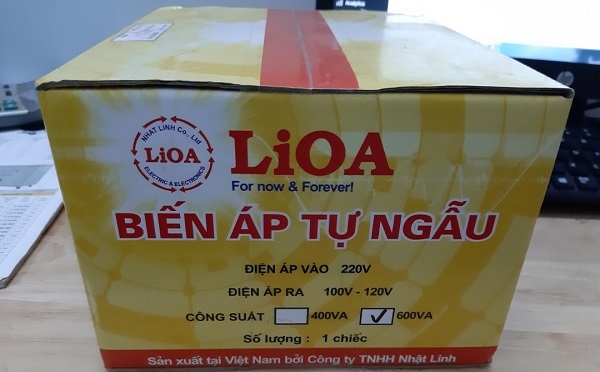 NHAT LINH Co., Ltd
LiOA
ELECTRIC & ELECTRONICS
LiOA
For now & Forever!
BIẾN ÁP TỰ NGẪU
ĐIỆN ÁP VÀO 220V
ĐIỆN ÁP RA 100V - 120V
CÔNG SUẤT 400VA ✓ 600VA
Số lượng : 1 chiếc
Sản xuất tại Việt Nam bởi Công ty TNHH Nhật Linh